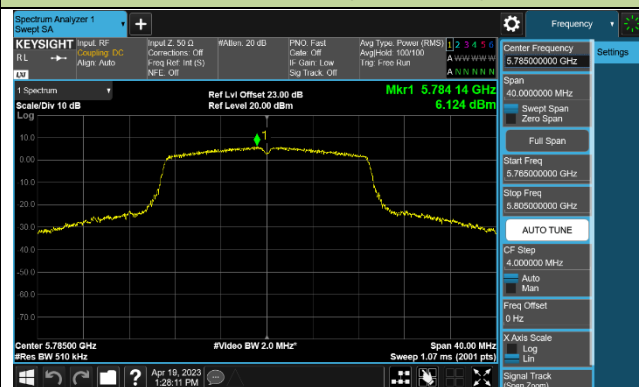 Spectrum Analyzer 1
Swept SA
+
Frequency
KEYSIGHT
RL
LXI
Input: RF
Coupling: DC
Align: Auto
Input Z: 50 Ω
Corrections: Off
Freq Ref: Int (S)
NFE: Off
#Atten: 20 dB
PNO: Fast
Gate: Off
IF Gain: Low
Sig Track: Off
Avg Type: Power (RMS)
Avg|Hold: 100/100
Trig: Free Run
1 2 3 4 5 6
A W W W W W
A N N N N N
1 Spectrum
Scale/Div 10 dB
Log
Ref Lvl Offset 23.00 dB
Ref Level 20.00 dBm
Mkr1 5.784 14 GHz
6.124 dBm
1
10.0
0.00
-10.0
-20.0
-30.0
-40.0
-50.0
-60.0
-70.0
Center 5.78500 GHz
#Res BW 510 kHz
#Video BW 2.0 MHz*
Span 40.00 MHz
Sweep 1.07 ms (2001 pts)
Center Frequency
5.785000000 GHz
Settings
Span
40.0000000 MHz
Swept Span
Zero Span
Full Span
Start Freq
5.765000000 GHz
Stop Freq
5.805000000 GHz
AUTO TUNE
CF Step
4.000000 MHz
Auto
Man
Freq Offset
0 Hz
X Axis Scale
Log
Lin
Signal Track
(Span Zoom)
?
Apr 19, 2023
1:28:11 PM